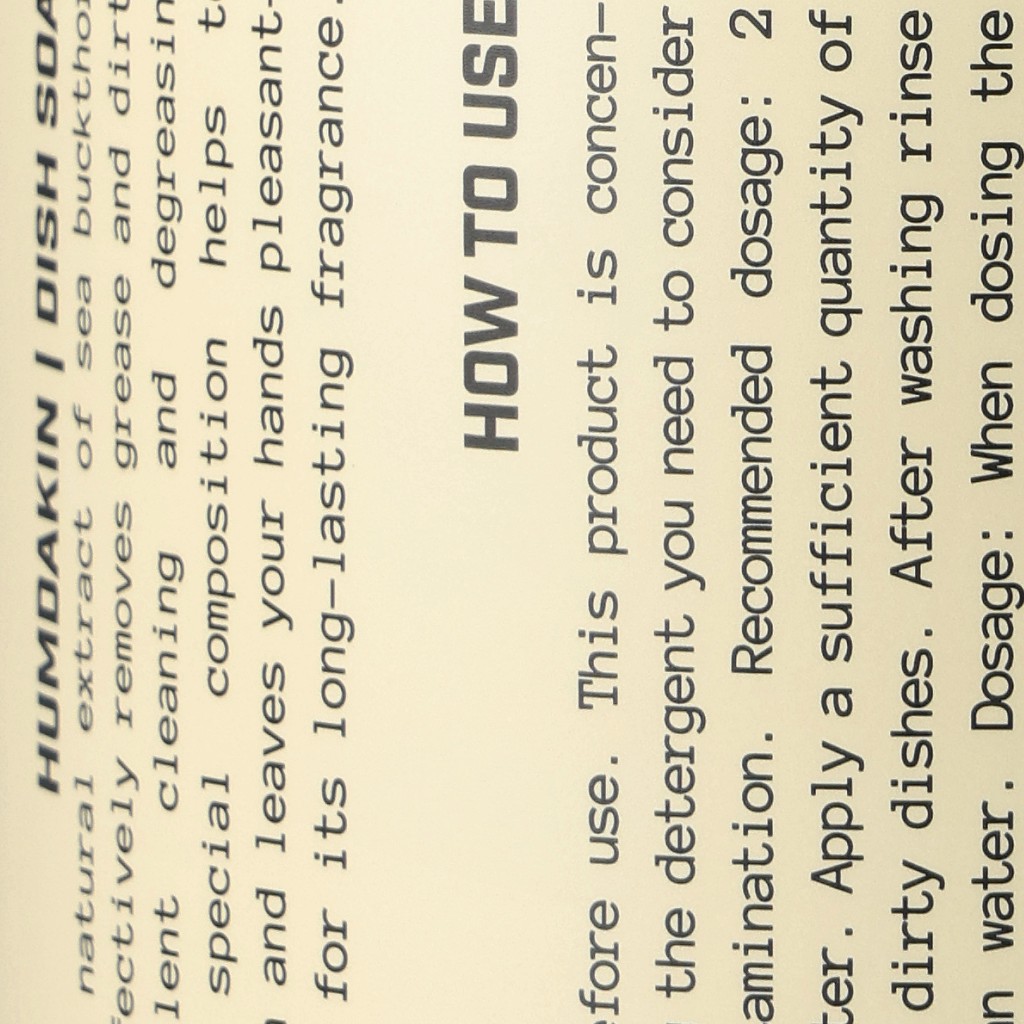 HUMDAKIN | DISH SOA
natural extract of sea buckthor
ectively removes grease and dirt
lent cleaning and degreasin
special composition helps t
and leaves your hands pleasant-
for its long-lasting fragrance.
HOW TO USE
efore use. This product is concen-
the detergent you need to consider
amination. Recommended dosage: 2
ter. Apply a sufficient quantity of
dirty dishes. After washing rinse
n water. Dosage: When dosing the